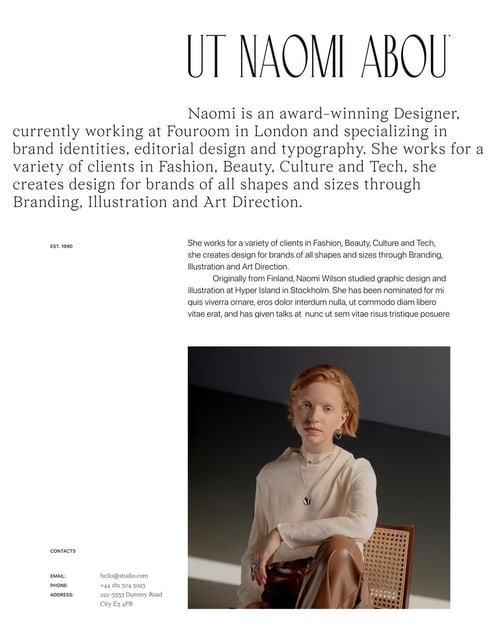 UT NAOMI ABOU
Naomi is an award-winning Designer,
currently working at Fouroom in London and specializing in
brand identities, editorial design and typography. She works for a
variety of clients in Fashion, Beauty, Culture and Tech, she
creates design for brands of all shapes and sizes through
Branding, Illustration and Art Direction.
EST. 1990
She works for a variety of clients in Fashion, Beauty, Culture and Tech,
she creates design for brands of all shapes and sizes through Branding,
Illustration and Art Direction.
Originally from Finland, Naomi Wilson studied graphic design and
illustration at Hyper Island in Stockholm. She has been nominated for mi
quis viverra ornare, eros dolor interdum nulla, ut commodo diam libero
vitae erat, and has given talks at nunc ut sem vitae risus tristique posuere
CONTACTS
EMAIL: hello@studio.com
PHONE: +44 182 304 5923
ADDRESS: 222-3333 Dummy Road
City E3 4PB